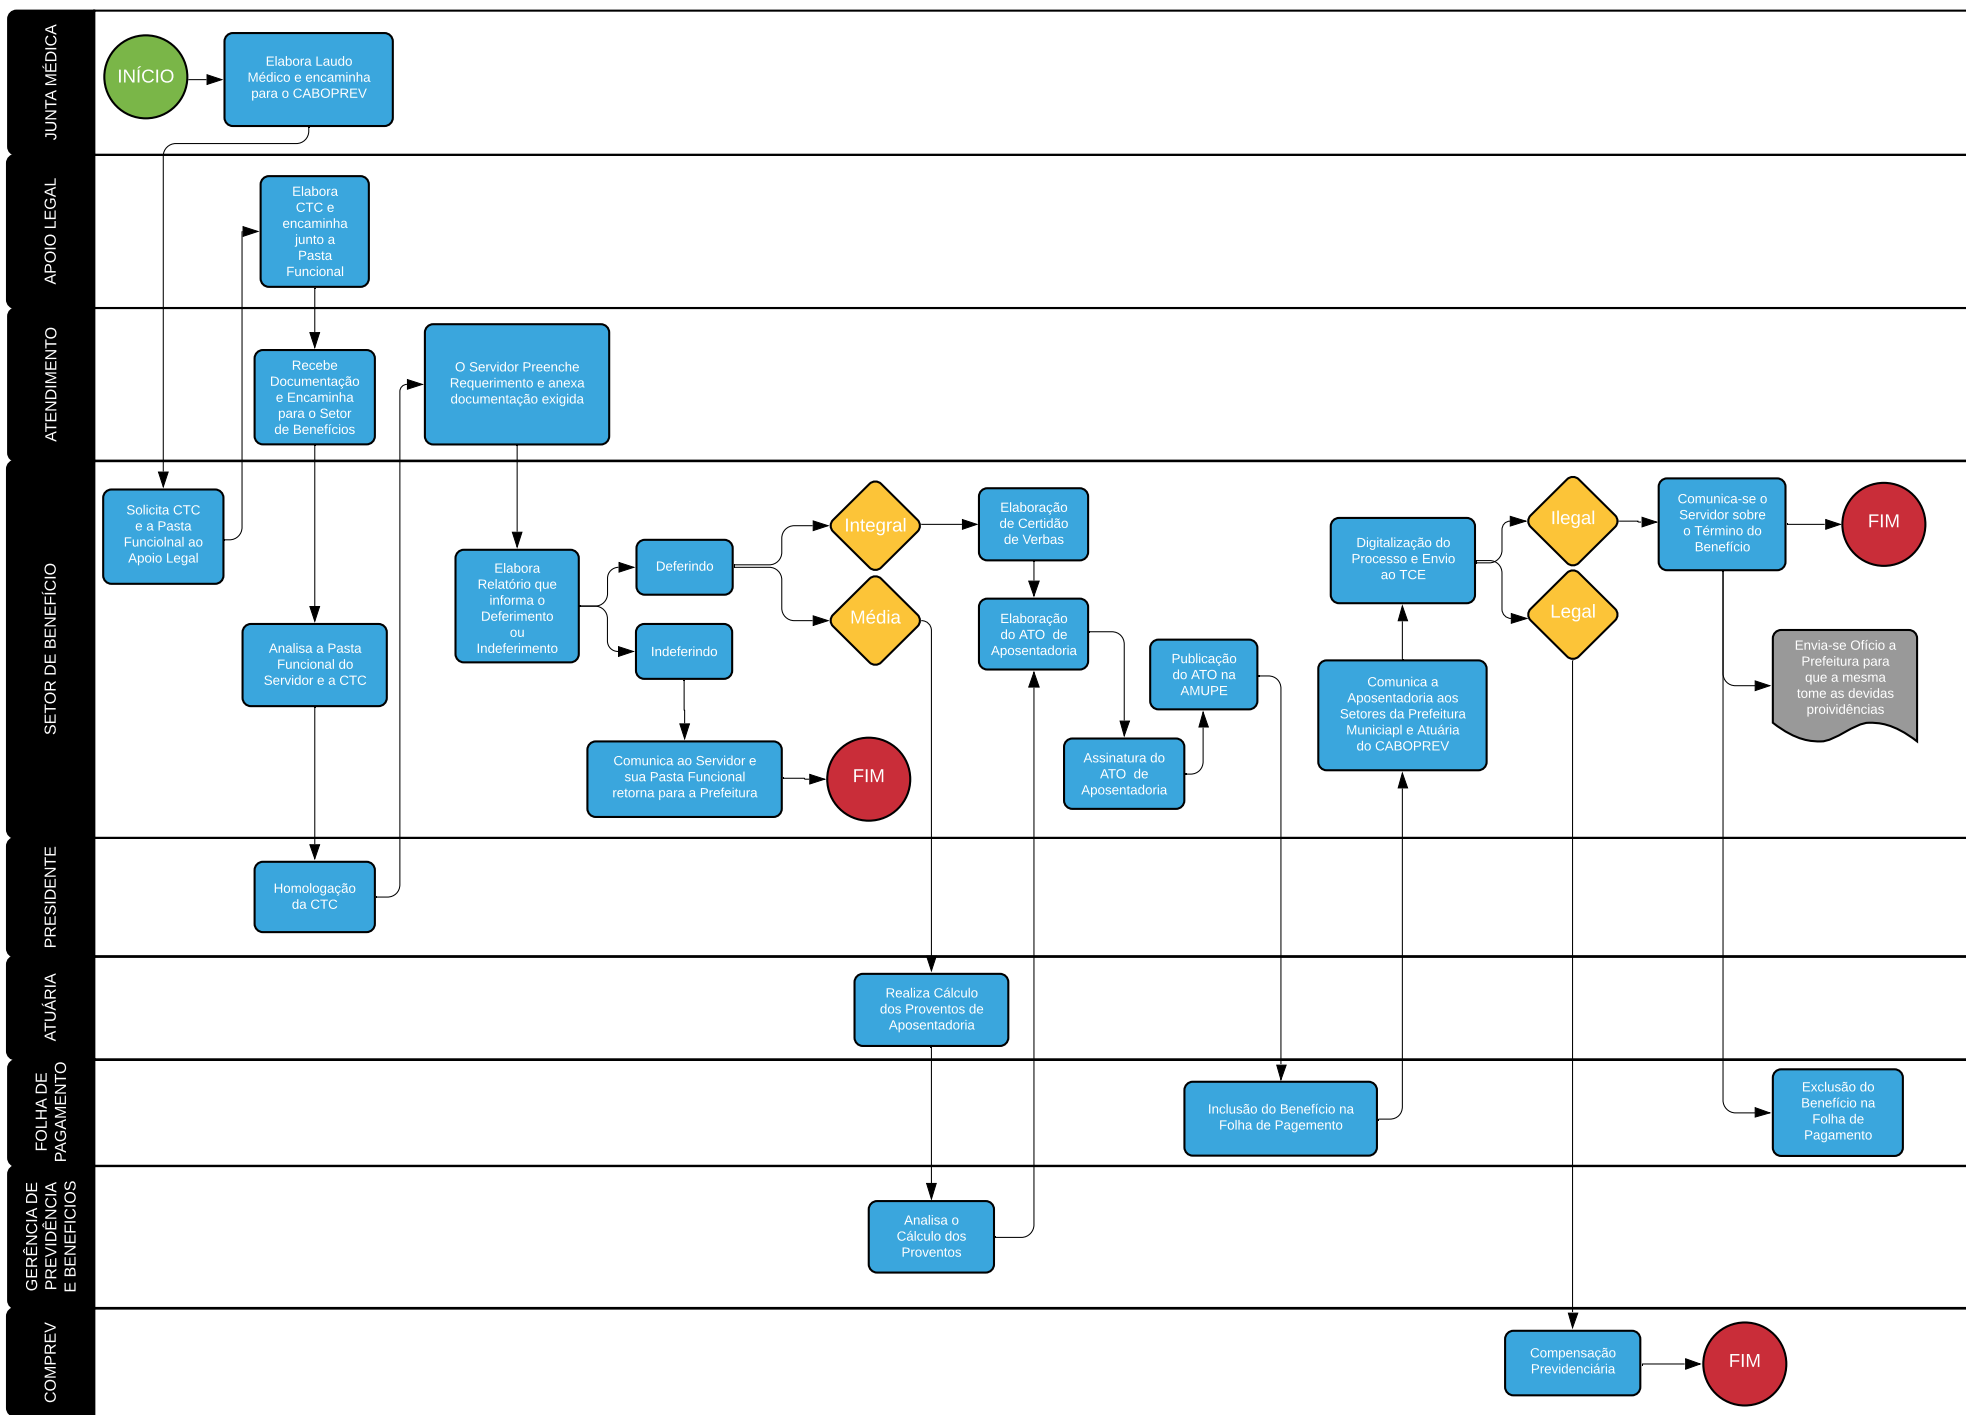 JUNTA MÉDICA
INÍCIO
Elabora Laudo
Médico e encaminha
para o CABOPREV
APOIO LEGAL
Elabora
CTC e
encaminha
junto a
Pasta
Funcional
ATENDIMENTO
Recebe
Documentação
e Encaminha
para o Setor
de Benefícios
O Servidor Preenche
Requerimento e anexa
documentação exigida
SETOR DE BENEFÍCIO
Solicita CTC
e a Pasta
Funciolnal ao
Apoio Legal
Analisa a Pasta
Funcional do
Servidor e a CTC
Elabora
Relatório que
informa o
Deferimento
ou
Indeferimento
Deferindo
Indeferindo
Comunica ao Servidor e
sua Pasta Funcional
retorna para a Prefeitura
FIM
Integral
Média
Elaboração
de Certidão
de Verbas
Elaboração
do ATO  de
Aposentadoria
Assinatura do
ATO  de
Aposentadoria
Publicação
do ATO na
AMUPE
Comunica a
Aposentadoria aos
Setores da Prefeitura
Municiapl e Atuária
do CABOPREV
Digitalização do
Processo e Envio
ao TCE
Ilegal
Legal
Comunica-se o
Servidor sobre
o Término do
Benefício
FIM
Envia-se Ofício a
Prefeitura para
que a mesma
tome as devidas
proividências
PRESIDENTE
Homologação
da CTC
ATUÁRIA
Realiza Cálculo
dos Proventos de
Aposentadoria
FOLHA DE
PAGAMENTO
Inclusão do Benefício na
Folha de Pagemento
Exclusão do
Benefício na
Folha de
Pagamento
GERÊNCIA DE
PREVIDÊNCIA
E BENEFICIOS
Analisa o
Cálculo dos
Proventos
COMPREV
Compensação
Previdenciária
FIM